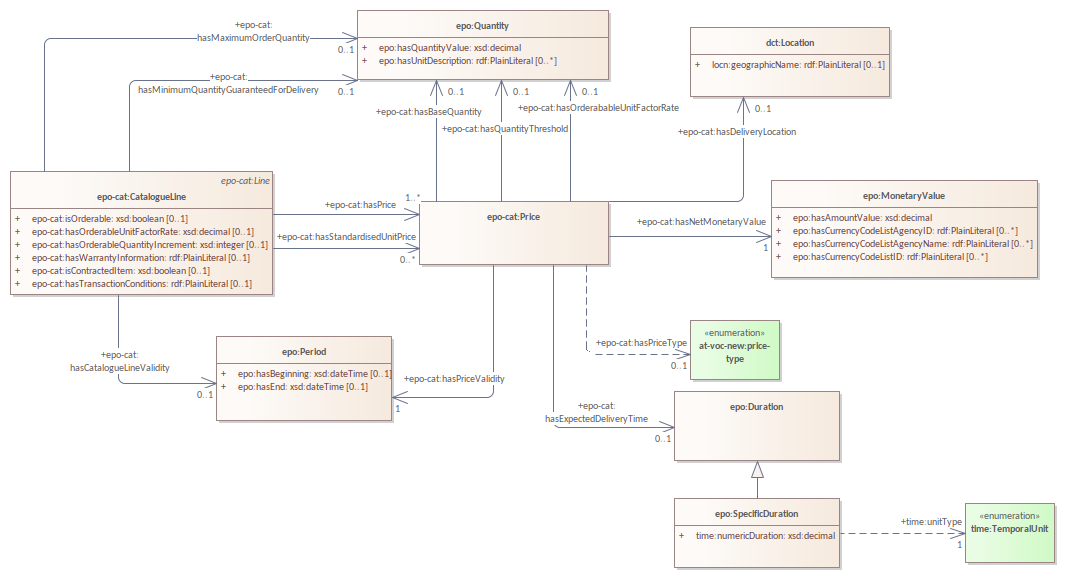 +epo-cat:
hasMaximumOrderQuantity
0..1
+epo-cat:
hasMinimumQuantityGuaranteedForDelivery
0..1
epo:Quantity
+ epo:hasQuantityValue: xsd:decimal
+ epo:hasUnitDescription: rdf:PlainLiteral [0..*]
0..1
+epo-cat:hasBaseQuantity
0..1
+epo-cat:hasQuantityThreshold
0..1
+epo-cat:hasOrderabableUnitFactorRate
dct:Location
+ locn:geographicName: rdf:PlainLiteral [0..1]
0..1
+epo-cat:hasDeliveryLocation
epo-cat:Line
epo-cat:CatalogueLine
+ epo-cat:isOrderable: xsd:boolean [0..1]
+ epo-cat:hasOrderableUnitFactorRate: xsd:decimal [0..1]
+ epo-cat:hasOrderableQuantityIncrement: xsd:integer [0..1]
+ epo-cat:hasWarrantyInformation: rdf:PlainLiteral [0..1]
+ epo-cat:isContractedItem: xsd:boolean [0..1]
+ epo-cat:hasTransactionConditions: rdf:PlainLiteral [0..1]
+epo-cat:hasPrice
1..*
+epo-cat:hasStandardisedUnitPrice
0..*
epo-cat:Price
+epo-cat:hasNetMonetaryValue
1
epo:MonetaryValue
+ epo:hasAmountValue: xsd:decimal
+ epo:hasCurrencyCodeListAgencyID: rdf:PlainLiteral [0..*]
+ epo:hasCurrencyCodeListAgencyName: rdf:PlainLiteral [0..*]
+ epo:hasCurrencyCodeListID: rdf:PlainLiteral [0..*]
+epo-cat:
hasCatalogueLineValidity
0..1
epo:Period
+ epo:hasBeginning: xsd:dateTime [0..1]
+ epo:hasEnd: xsd:dateTime [0..1]
+epo-cat:hasPriceValidity
1
+epo-cat:hasPriceType
0..1
«enumeration»
at-voc-new:price-
type
+epo-cat:
hasExpectedDeliveryTime
0..1
epo:Duration
epo:SpecificDuration
+ time:numericDuration: xsd:decimal
+time:unitType
1
«enumeration»
time:TemporalUnit